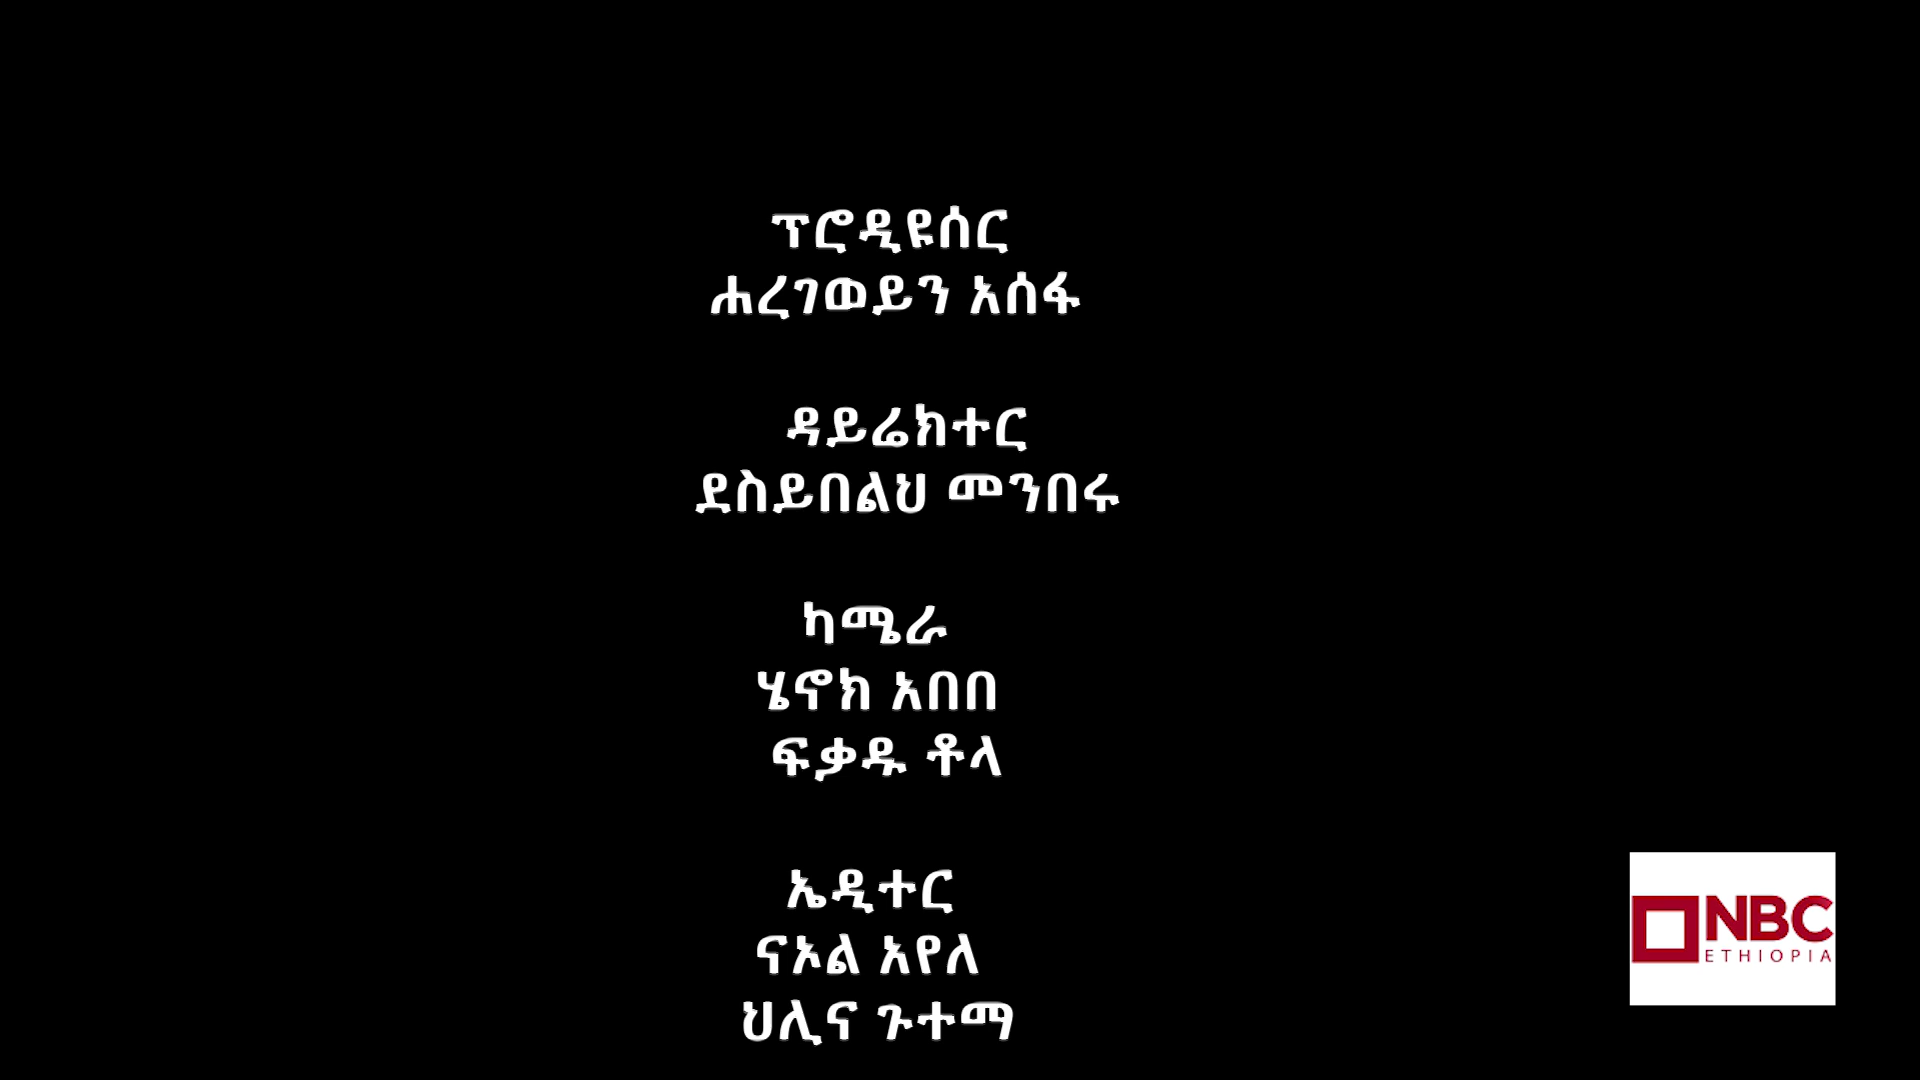 ፕሮዲዩሰር
ሐረገወይን አሰፋ
ዳይሬክተር
ደስይበልህ መንበሩ
ካሜራ
ሄኖክ አበበ
ፍቃዱ ቶላ
ኤዲተር
ናኦል አየለ
ህሊና ጉተማ
NBC
ETHIOPIA